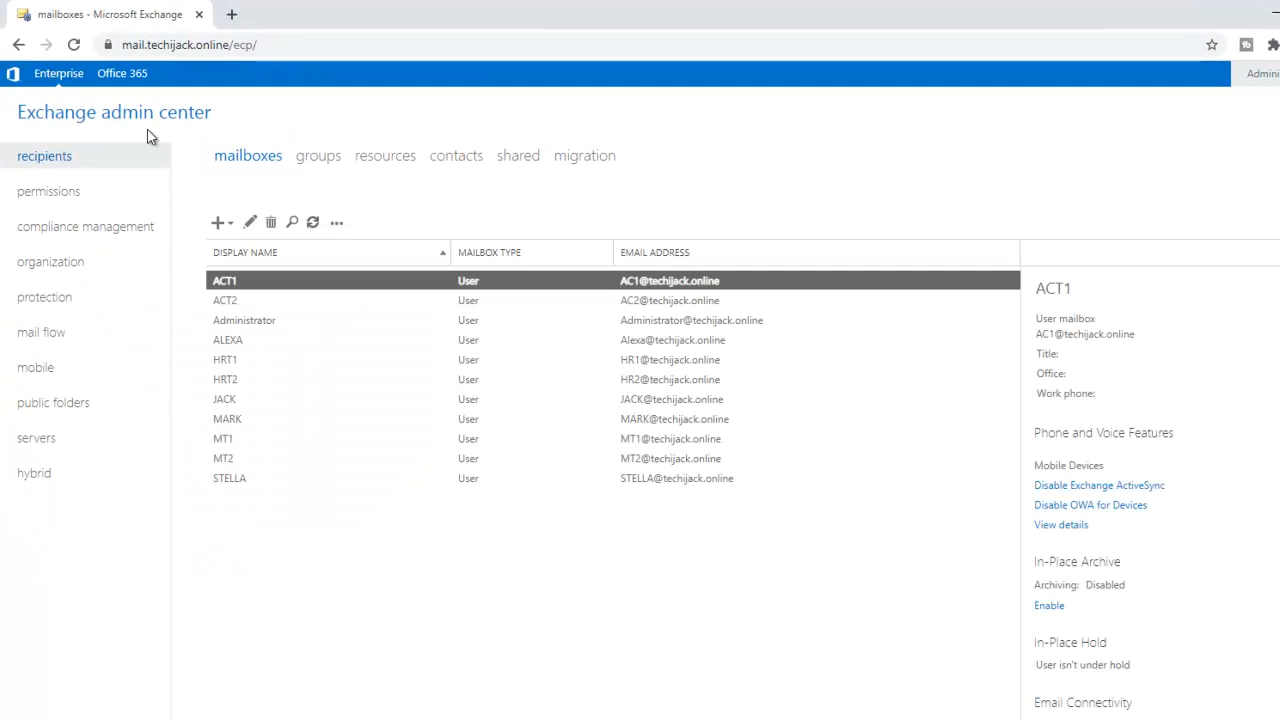 mailboxes - Microsoft Exchange
mail.techijack.online/ecp/
Enterprise Office 365
Exchange admin center
recipients
permissions
compliance management
organization
protection
mail flow
mobile
public folders
servers
hybrid
mailboxes groups resources contacts shared migration
DISPLAY NAME MAILBOX TYPE EMAIL ADDRESS
ACT1 User AC1@techijack.online
ACT2 User AC2@techijack.online
Administrator User Administrator@techijack.online
ALEXA User Alexa@techijack.online
HRT1 User HR1@techijack.online
HRT2 User HR2@techijack.online
JACK User JACK@techijack.online
MARK User MARK@techijack.online
MT1 User MT1@techijack.online
MT2 User MT2@techijack.online
STELLA User STELLA@techijack.online
Admini
ACT1
User mailbox
AC1@techijack.online
Title:
Office:
Work phone:
Phone and Voice Features
Mobile Devices
Disable Exchange ActiveSync
Disable OWA for Devices
View details
In-Place Archive
Archiving: Disabled
Enable
In-Place Hold
User isn't under hold
Email Connectivity